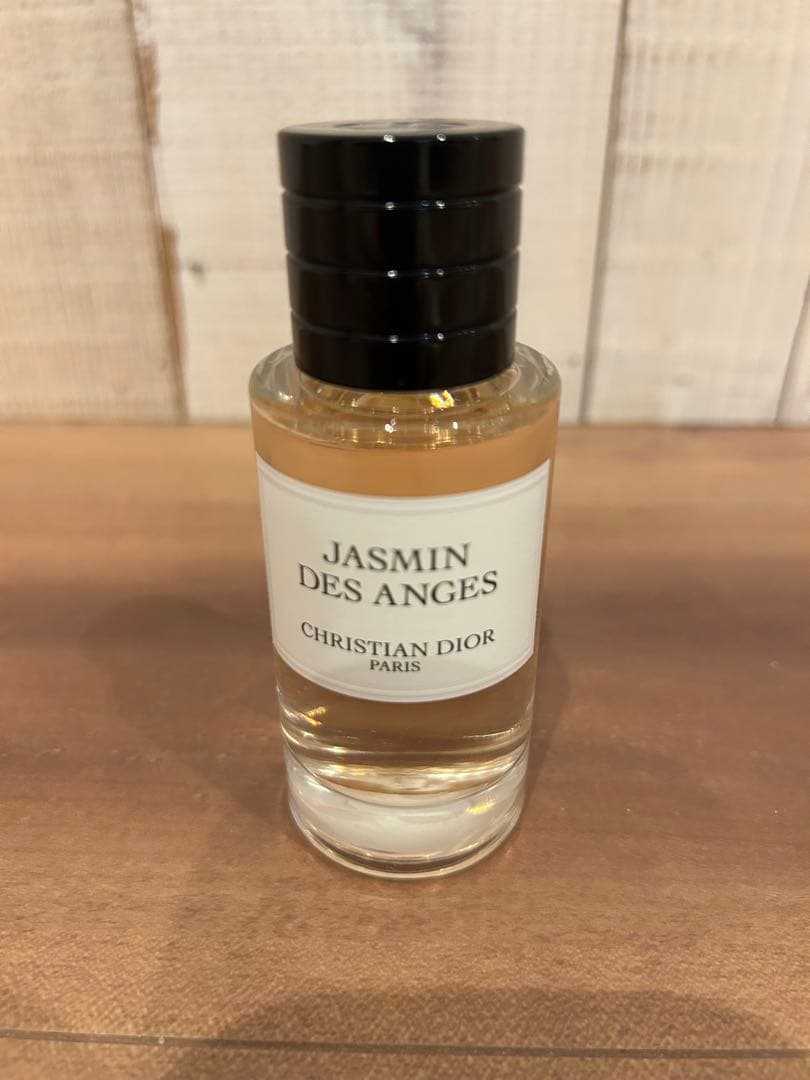 JASMIN
DES ANGES
CHRISTIAN DIOR
PARIS